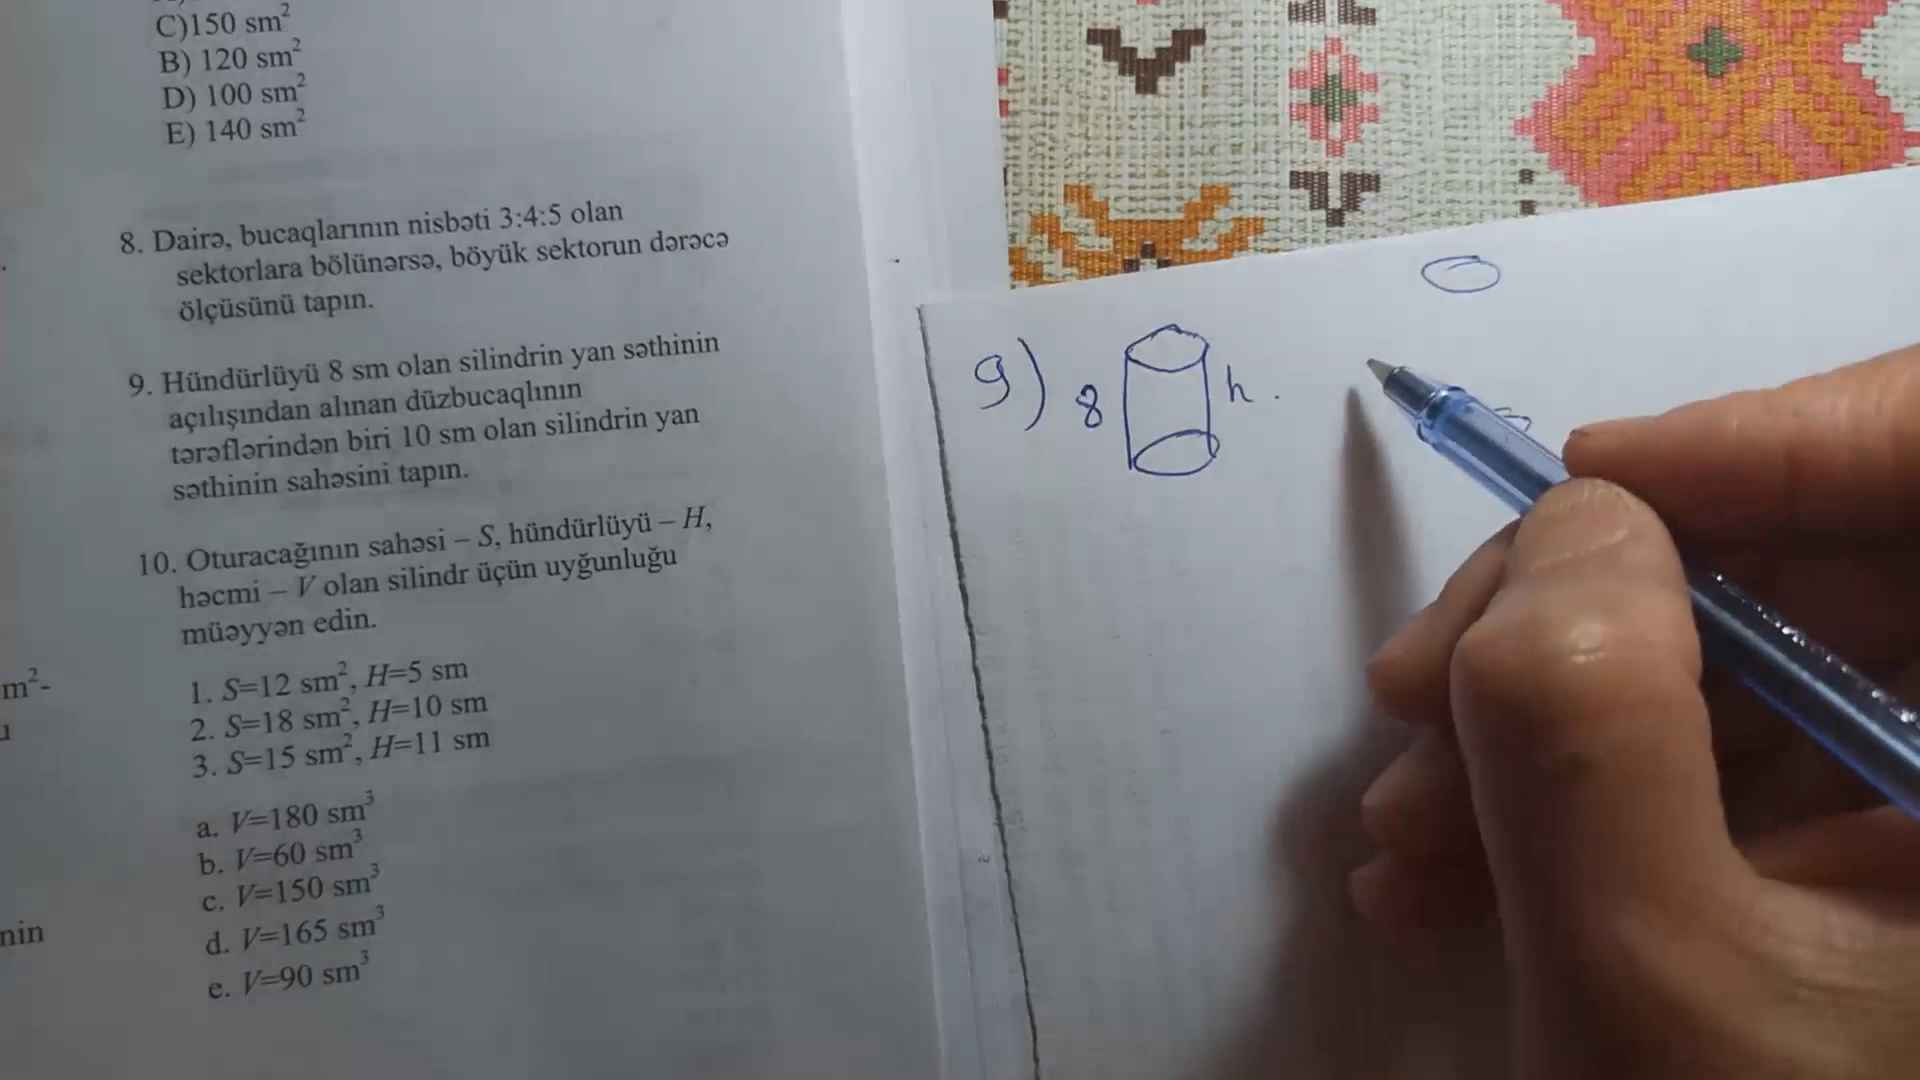 C)150 sm²
B) 120 sm²
D) 100 sm²
E) 140 sm²
8. Dairə, bucaqlarının nisbəti 3:4:5 olan
sektorlara bölünərsə, böyük sektorun dərəcə
ölçüsünü tapın.
9. Hündürlüyü 8 sm olan silindrin yan səthinin
açılışından alınan düzbucaqlının
tərəflərindən biri 10 sm olan silindrin yan
səthinin sahəsini tapın.
10. Oturacağının sahəsi – S, hündürlüyü – H,
həcmi – V olan silindr üçün uyğunluğu
müəyyən edin.
1. S=12 sm², H=5 sm
2. S=18 sm², H=10 sm
3. S=15 sm², H=11 sm
a. V=180 sm³
b. V=60 sm³
c. V=150 sm³
d. V=165 sm³
e. V=90 sm³
m²-
nin
9) 8 h.